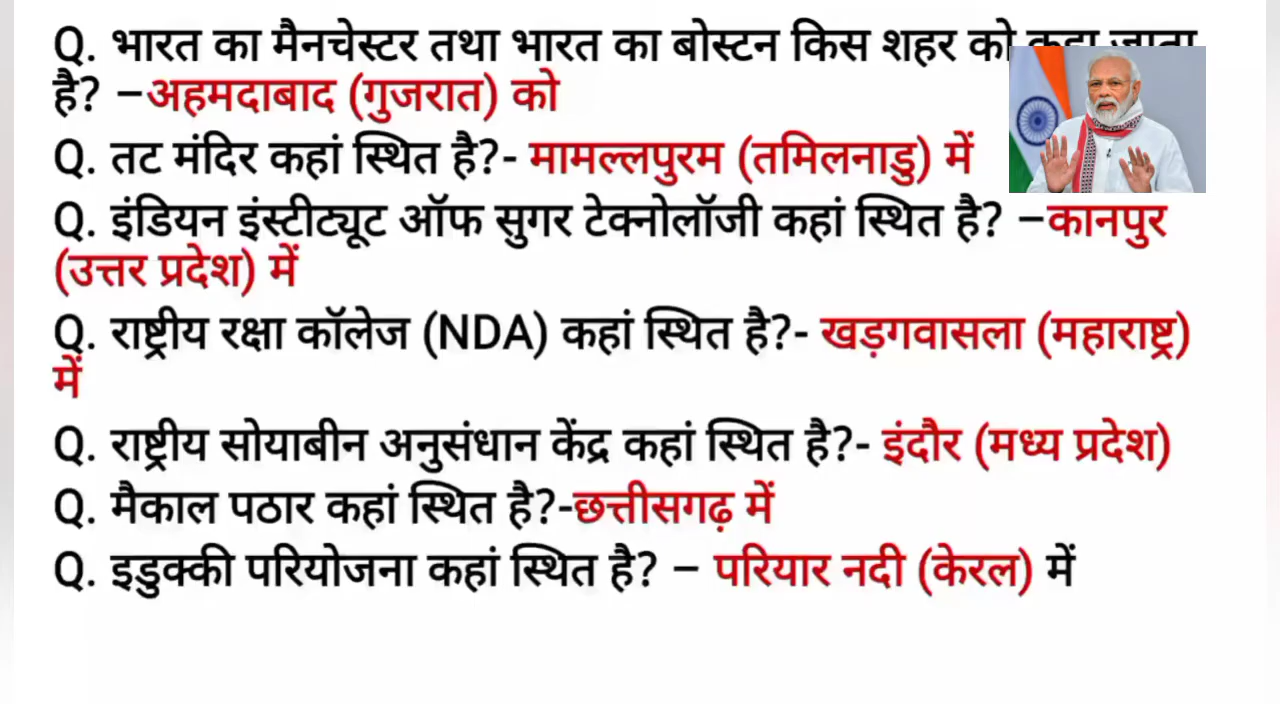 Q. भारत का मैनचेस्टर तथा भारत का बोस्टन किस शहर को कहा जाता
है? –अहमदाबाद (गुजरात) को
Q. तट मंदिर कहां स्थित है?- मामल्लपुरम (तमिलनाडु) में
Q. इंडियन इंस्टीट्यूट ऑफ सुगर टेक्नोलॉजी कहां स्थित है? –कानपुर
(उत्तर प्रदेश) में
Q. राष्ट्रीय रक्षा कॉलेज (NDA) कहां स्थित है?- खड़गवासला (महाराष्ट्र)
में
Q. राष्ट्रीय सोयाबीन अनुसंधान केंद्र कहां स्थित है?- इंदौर (मध्य प्रदेश)
Q. मैकाल पठार कहां स्थित है?-छत्तीसगढ़ में
Q. इडुक्की परियोजना कहां स्थित है? – परियार नदी (केरल) में